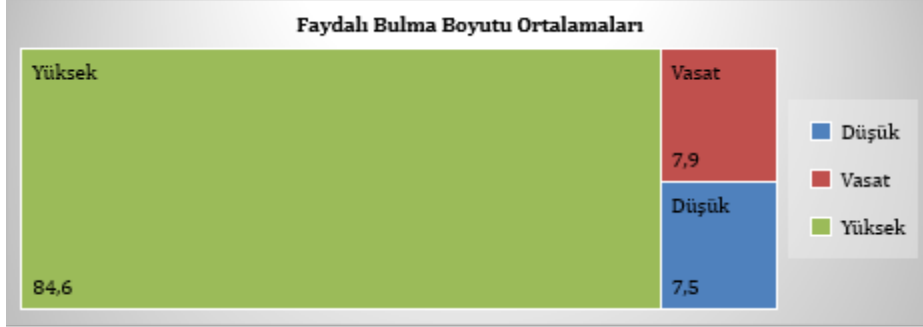 Faydalı Bulma Boyutu Ortalamaları
Yüksek
84,6
Vasat
7,9
Düşük
7,5
Düşük
Vasat
Yüksek